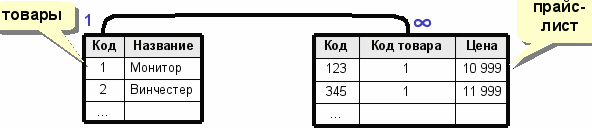 товары
1
∞
прайс-
лист
Код Название
1 Монитор
2 Винчестер
...
Код Код товара Цена
123 1 10 999
345 1 11 999
...